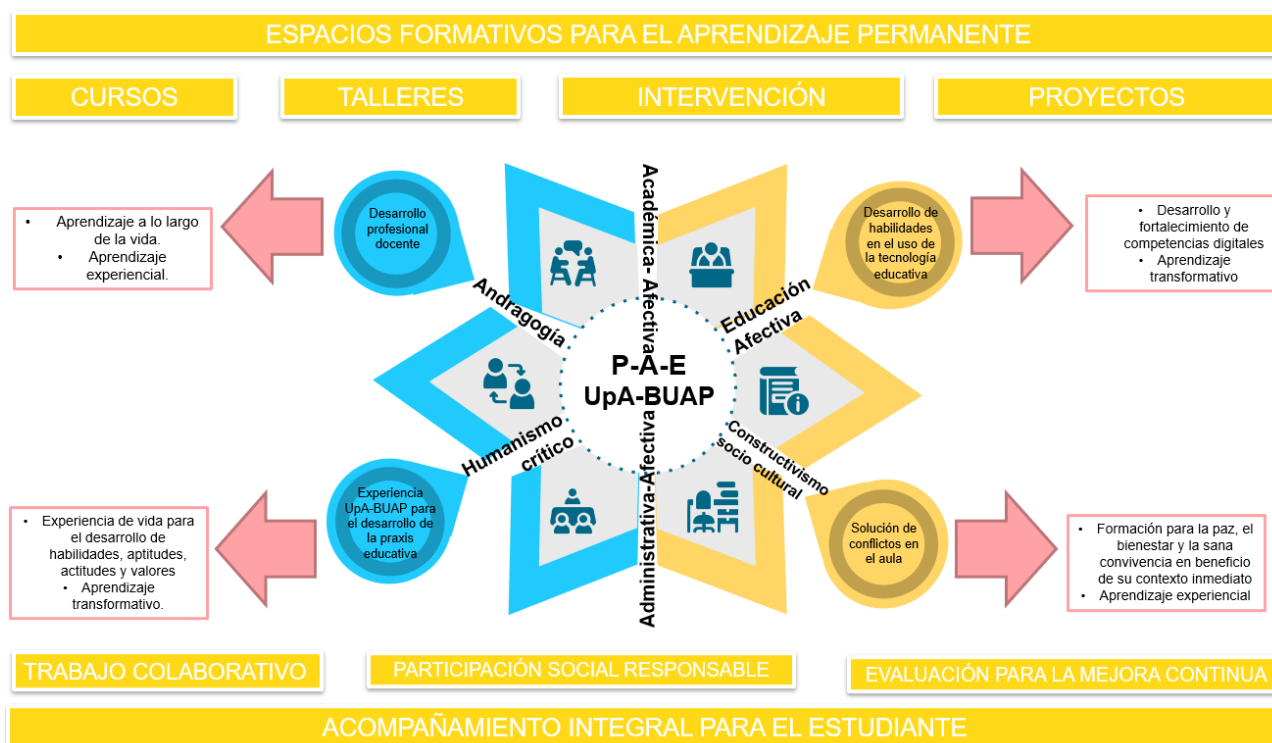 ESPACIOS FORMATIVOS PARA EL APRENDIZAJE PERMANENTE
CURSOS
TALLERES
INTERVENCIÓN
PROYECTOS
• Aprendizaje a lo largo
de la vida.
• Aprendizaje
experiencial.
Desarrollo
profesional
docente
Andragogía
Académica- Afectiva
Educación
Afectiva
Desarrollo de
habilidades
en el uso de
la tecnología
educativa
• Desarrollo y
fortalecimiento de
competencias digitales
• Aprendizaje
transformativo
P-A-E
UpA-BUAP
Humanismo
crítico
Administrativa-Afectiva
Constructivismo
socio cultural
• Experiencia de vida para
el desarrollo de
habilidades, aptitudes,
actitudes y valores
• Aprendizaje
transformativo.
Experiencia
UpA-BUAP para
el desarrollo de
la praxis
educativa
Solución de
conflictos en
el aula
• Formación para la paz, el
bienestar y la sana
convivencia en beneficio
de su contexto inmediato
• Aprendizaje experiencial
TRABAJO COLABORATIVO
PARTICIPACIÓN SOCIAL RESPONSABLE
EVALUACIÓN PARA LA MEJORA CONTINUA
ACOMPAÑAMIENTO INTEGRAL PARA EL ESTUDIANTE